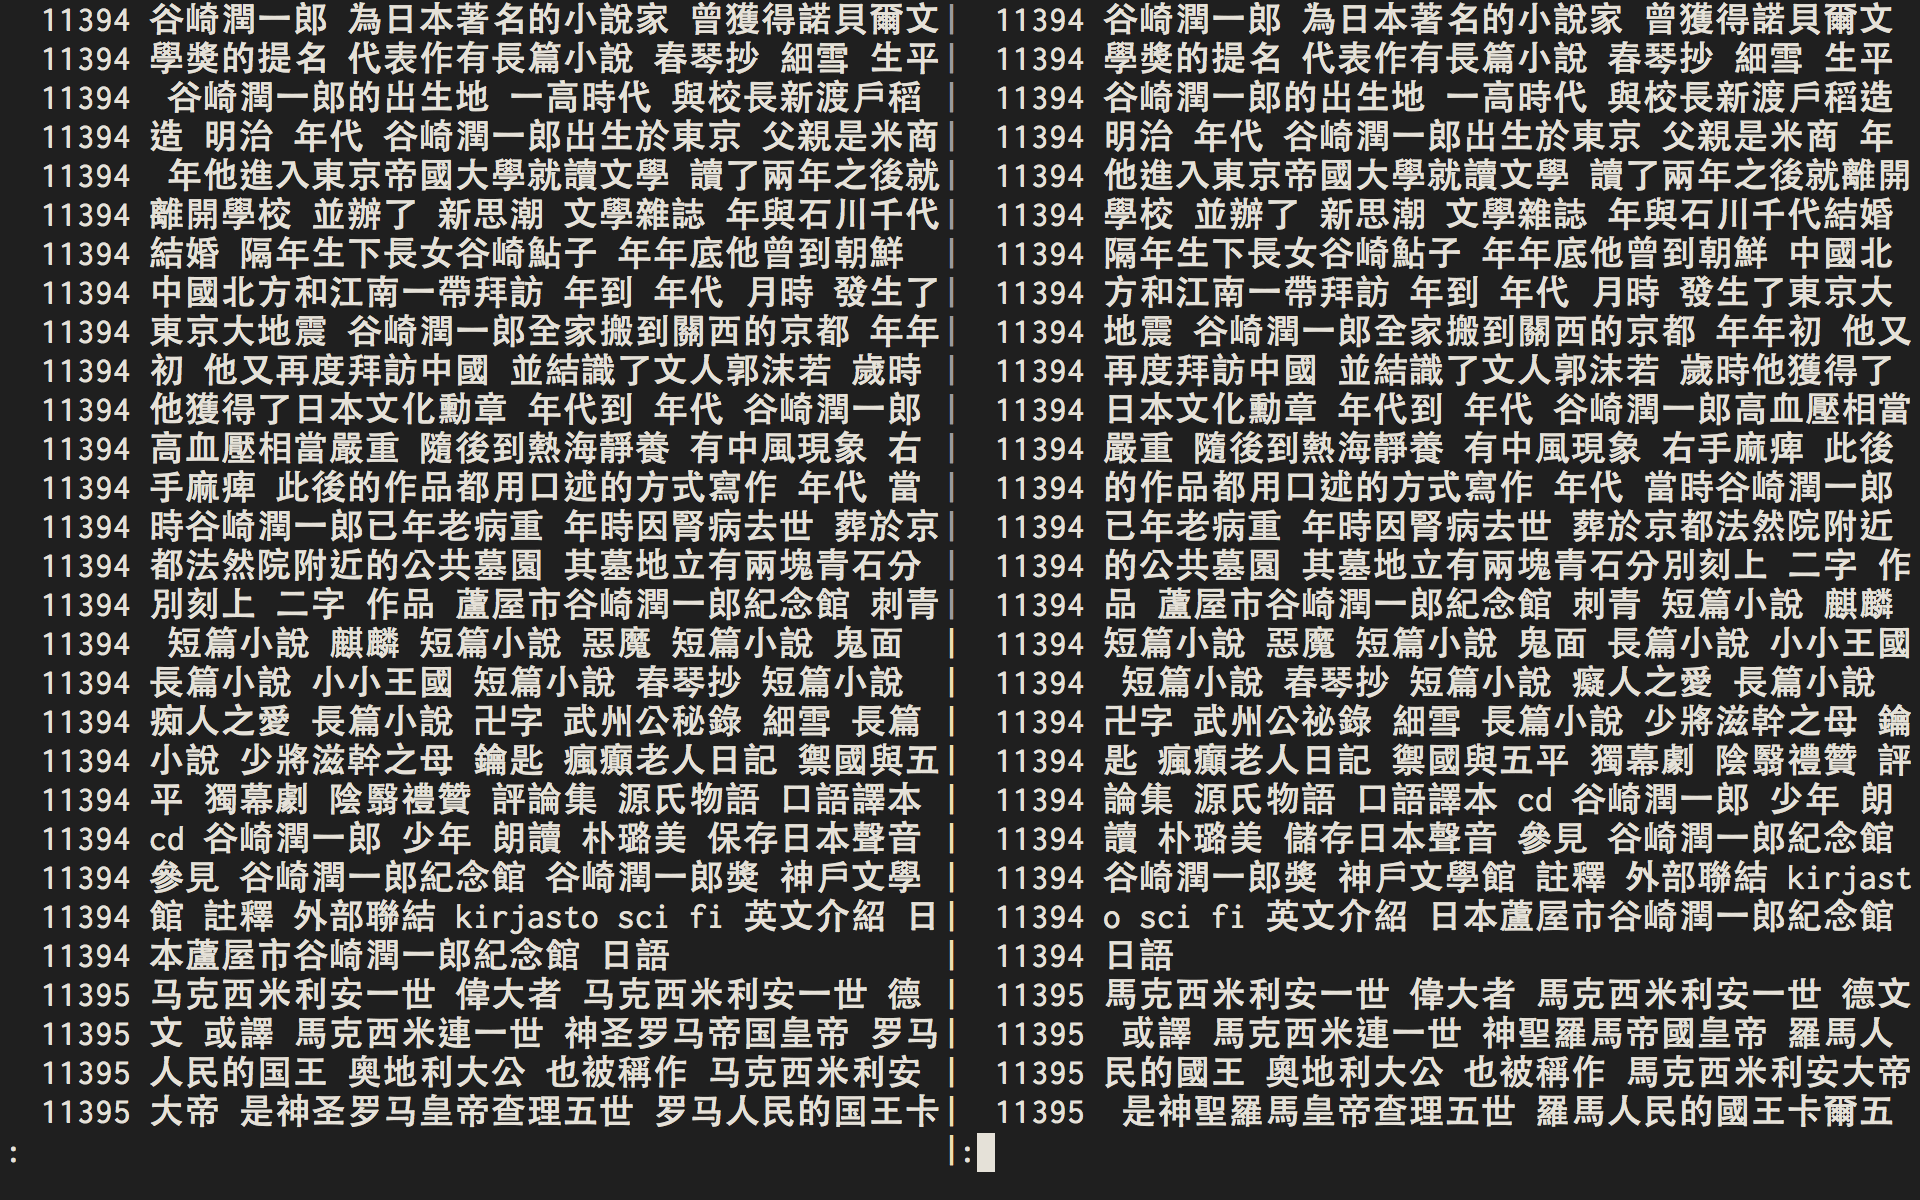 11394 谷崎潤一郎 為日本著名的小說家 曾獲得諾貝爾文
11394 學獎的提名 代表作有長篇小說 春琴抄 細雪 生平
11394 谷崎潤一郎的出生地 一高時代 與校長新渡戶稻
11394 造 明治 年代 谷崎潤一郎出生於東京 父親是米商
11394 年他進入東京帝國大學就讀文學 讀了兩年之後就
11394 離開學校 並辦了 新思潮 文學雜誌 年與石川千代
11394 結婚 隔年生下長女谷崎鮎子 年年底他曾到朝鮮
11394 中國北方和江南一帶拜訪 年到 年代 月時 發生了
11394 東京大地震 谷崎潤一郎全家搬到關西的京都 年年
11394 初 他又再度拜訪中國 並結識了文人郭沫若 歲時
11394 他獲得了日本文化勳章 年代到 年代 谷崎潤一郎
11394 高血壓相當嚴重 隨後到熱海靜養 有中風現象 右
11394 手麻痺 此後的作品都用口述的方式寫作 年代 當
11394 時谷崎潤一郎已年老病重 年時因腎病去世 葬於京
11394 都法然院附近的公共墓園 其墓地立有兩塊青石分
11394 別刻上 二字 作品 蘆屋市谷崎潤一郎紀念館 刺青
11394 短篇小說 麒麟 短篇小說 惡魔 短篇小說 鬼面
11394 長篇小說 小小王國 短篇小說 春琴抄 短篇小說
11394 痴人之愛 長篇小說 卍字 武州公秘錄 細雪 長篇
11394 小說 少將滋幹之母 鑰匙 瘋癲老人日記 禦國與五
11394 平 獨幕劇 陰翳禮贊 評論集 源氏物語 口語譯本
11394 cd 谷崎潤一郎 少年 朗讀 朴璐美 保存日本聲音
11394 參見 谷崎潤一郎紀念館 谷崎潤一郎獎 神戶文學
11394 館 註釋 外部聯結 kirjasto sci fi 英文介紹 日
11394 本蘆屋市谷崎潤一郎紀念館 日語
11395 马克西米利安一世 偉大者 马克西米利安一世 德
11395 文 或譯 馬克西米連一世 神圣罗马帝国皇帝 罗马
11395 人民的国王 奥地利大公 也被稱作 马克西米利安
11395 大帝 是神圣罗马皇帝查理五世 罗马人民的国王卡
:
11394 谷崎潤一郎 為日本著名的小說家 曾獲得諾貝爾文
11394 學獎的提名 代表作有長篇小說 春琴抄 細雪 生平
11394 谷崎潤一郎的出生地 一高時代 與校長新渡戶稻造
11394 明治 年代 谷崎潤一郎出生於東京 父親是米商 年
11394 他進入東京帝國大學就讀文學 讀了兩年之後就離開
11394 學校 並辦了 新思潮 文學雜誌 年與石川千代結婚
11394 隔年生下長女谷崎鮎子 年年底他曾到朝鮮 中國北
11394 方和江南一帶拜訪 年到 年代 月時 發生了東京大
11394 地震 谷崎潤一郎全家搬到關西的京都 年年初 他又
11394 再度拜訪中國 並結識了文人郭沫若 歲時他獲得了
11394 日本文化勳章 年代到 年代 谷崎潤一郎高血壓相當
11394 嚴重 隨後到熱海靜養 有中風現象 右手麻痺 此後
11394 的作品都用口述的方式寫作 年代 當時谷崎潤一郎
11394 已年老病重 年時因腎病去世 葬於京都法然院附近
11394 的公共墓園 其墓地立有兩塊青石分別刻上 二字 作
11394 品 蘆屋市谷崎潤一郎紀念館 刺青 短篇小說 麒麟
11394 短篇小說 惡魔 短篇小說 鬼面 長篇小說 小小王國
11394 短篇小說 春琴抄 短篇小說 癡人之愛 長篇小說
11394 卍字 武州公祕錄 細雪 長篇小說 少將滋幹之母 鑰
11394 匙 瘋癲老人日記 禦國與五平 獨幕劇 陰翳禮贊 評
11394 論集 源氏物語 口語譯本 cd 谷崎潤一郎 少年 朗
11394 讀 朴璐美 儲存日本聲音 參見 谷崎潤一郎紀念館
11394 谷崎潤一郎獎 神戶文學館 註釋 外部聯結 kirjast
11394 o sci fi 英文介紹 日本蘆屋市谷崎潤一郎紀念館
11394 日語
11395 馬克西米利安一世 偉大者 馬克西米利安一世 德文
11395 或譯 馬克西米連一世 神聖羅馬帝國皇帝 羅馬人
11395 民的國王 奧地利大公 也被稱作 馬克西米利安大帝
11395 是神聖羅馬皇帝查理五世 羅馬人民的國王卡爾五
: